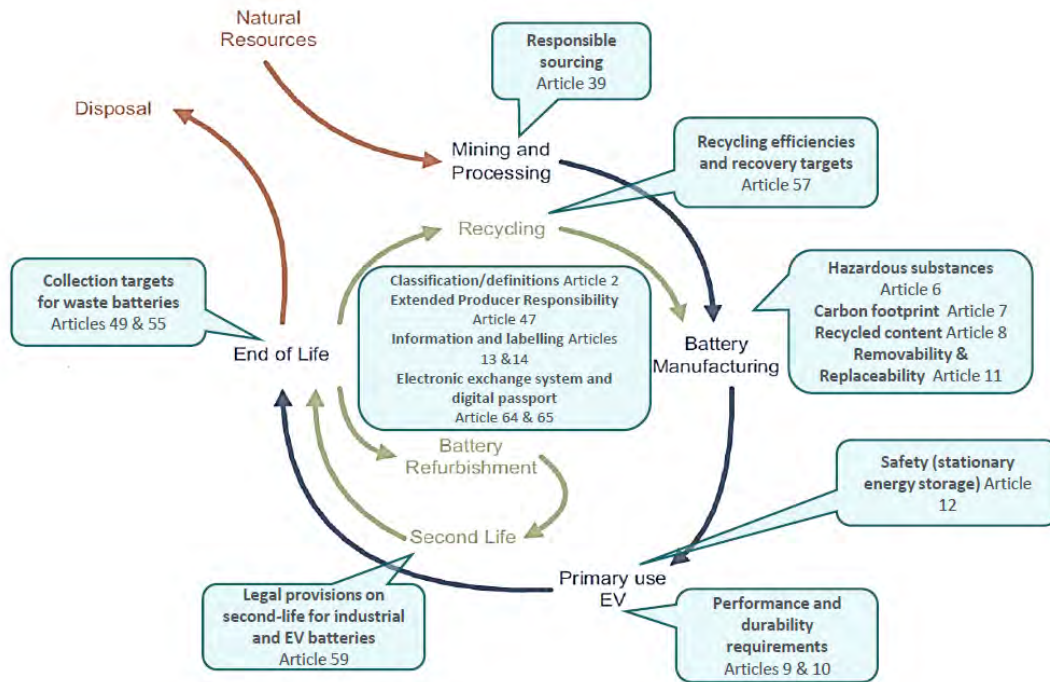 Natural
Resources
Responsible
sourcing
Article 39
Disposal
Mining and
Processing
Recycling efficiencies
and recovery targets
Article 57
Recycling
Collection targets
for waste batteries
Articles 49 & 55
Classification/definitions Article 2
Extended Producer Responsibility
Article 47
Information and labelling Articles
13 &14
Electronic exchange system and
digital passport
Article 64 & 65
Hazardous substances
Article 6
Carbon footprint Article 7
Recycled content Article 8
Removability &
Replaceability Article 11
End of Life
Battery
Manufacturing
Battery
Refurbishment
Safety (stationary
energy storage) Article
12
Second Life
Primary use
EV
Legal provisions on
second-life for industrial
and EV batteries
Article 59
Performance and
durability
requirements
Articles 9 & 10